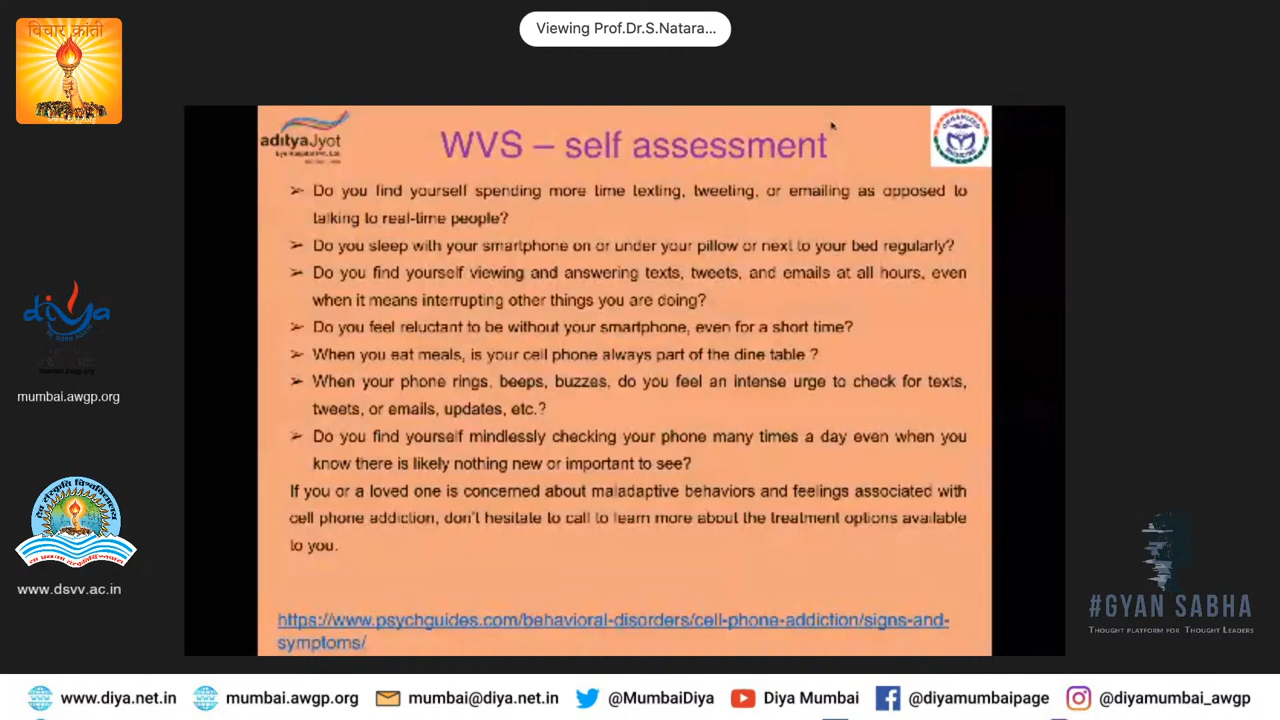 विचार क्रांती
Viewing Prof.Dr.S.Natara...
adityaJyot
WVS – self assessment
➢ Do you find yourself spending more time texting, tweeting, or emailing as opposed to
talking to real-time people?
➢ Do you sleep with your smartphone on or under your pillow or next to your bed regularly?
➢ Do you find yourself viewing and answering texts, tweets, and emails at all hours, even
when it means interrupting other things you are doing?
➢ Do you feel reluctant to be without your smartphone, even for a short time?
➢ When you eat meals, is your cell phone always part of the dine table ?
➢ When your phone rings, beeps, buzzes, do you feel an intense urge to check for texts,
tweets, or emails, updates, etc.?
➢ Do you find yourself mindlessly checking your phone many times a day even when you
know there is likely nothing new or important to see?
If you or a loved one is concerned about maladaptive behaviors and feelings associated with
cell phone addiction, don't hesitate to call to learn more about the treatment options available
to you.
https://www.psychguides.com/behavioral-disorders/cell-phone-addiction/signs-and-
symptoms/
diya
mumbai.awgp.org
www.dsvv.ac.in
#GYAN SABHA
THOUGHT PLATFORM FOR THOUGHT LEADERS
www.diya.net.in mumbai.awgp.org mumbai@diya.net.in @MumbaiDiya Diya Mumbai @diyamumbaipage @diyamumbai_awgp